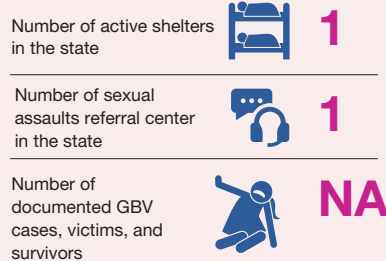 Number of active shelters
in the state
1
Number of sexual
assaults referral center
in the state
1
Number of
documented GBV
cases, victims, and
survivors
NA